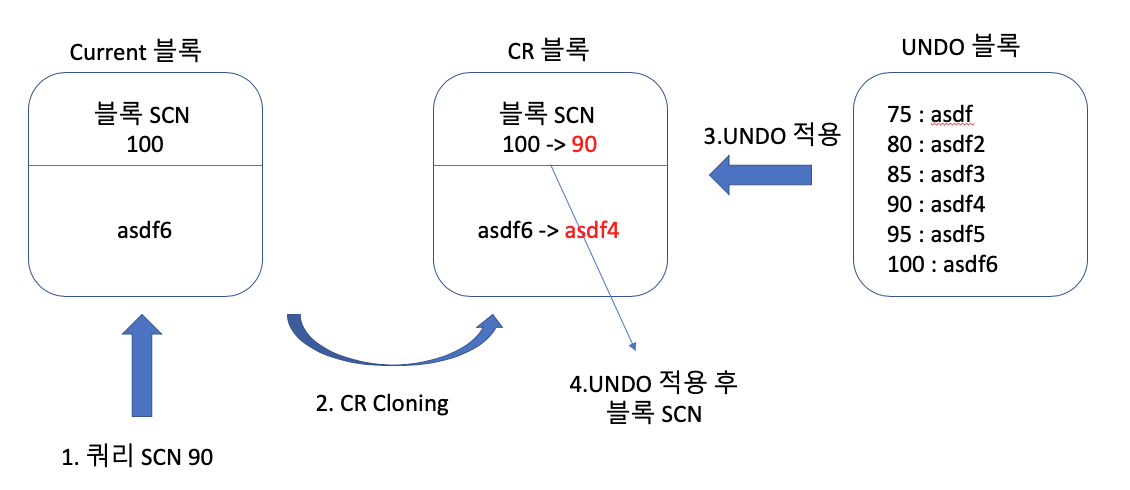 Current 블록
블록 SCN
100
asdf6
1. 쿼리 SCN 90
2. CR Cloning
CR 블록
블록 SCN
100 -> 90
asdf6 -> asdf4
3.UNDO 적용
4.UNDO 적용 후
블록 SCN
UNDO 블록
75 : asdf
80 : asdf2
85 : asdf3
90 : asdf4
95 : asdf5
100 : asdf6